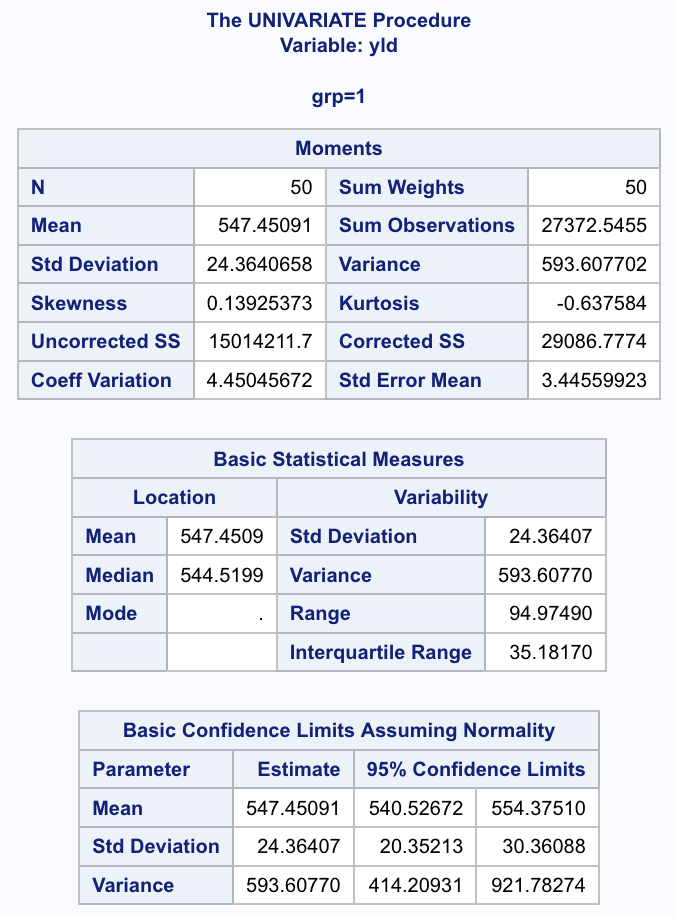 The UNIVARIATE Procedure
Variable: yld
grp=1
Moments
N 50 Sum Weights 50
Mean 547.45091 Sum Observations 27372.5455
Std Deviation 24.3640658 Variance 593.607702
Skewness 0.13925373 Kurtosis -0.637584
Uncorrected SS 15014211.7 Corrected SS 29086.7774
Coeff Variation 4.45045672 Std Error Mean 3.44559923
Basic Statistical Measures
Location Variability
Mean 547.4509 Std Deviation 24.36407
Median 544.5199 Variance 593.60770
Mode . Range 94.97490
Interquartile Range 35.18170
Basic Confidence Limits Assuming Normality
Parameter Estimate 95% Confidence Limits
Mean 547.45091 540.52672 554.37510
Std Deviation 24.36407 20.35213 30.36088
Variance 593.60770 414.20931 921.78274